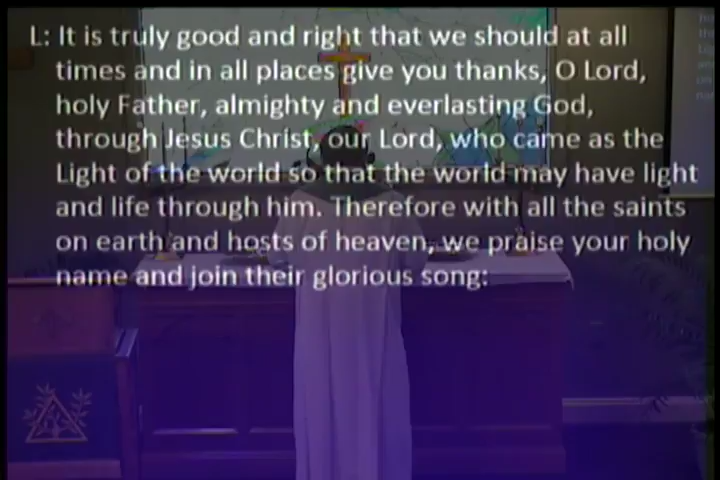 L: It is truly good and right that we should at all
times and in all places give you thanks, O Lord,
holy Father, almighty and everlasting God,
through Jesus Christ, our Lord, who came as the
Light of the world so that the world may have light
and life through him. Therefore with all the saints
on earth and hosts of heaven, we praise your holy
name and join their glorious song: